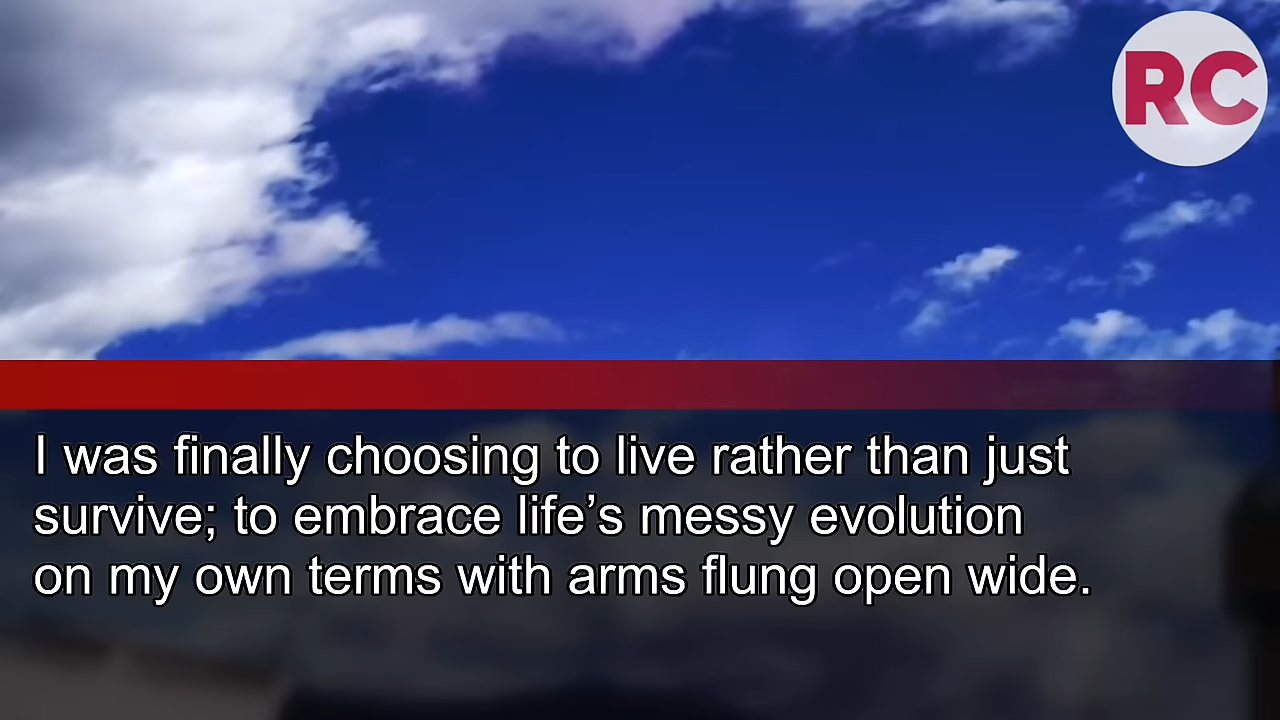 RC
I was finally choosing to live rather than just
survive; to embrace life’s messy evolution
on my own terms with arms flung open wide.